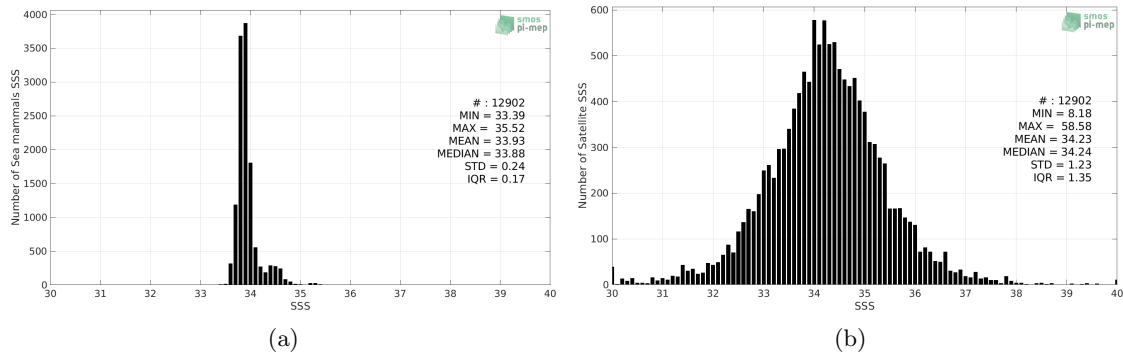 4000
3500
3000
2500
2000
1500
1000
500
0
Number of Sea mammals SSS
smos
pi-mep
# : 12902
MIN = 33.39
MAX = 35.52
MEAN = 33.93
MEDIAN = 33.88
STD = 0.24
IQR = 0.17
30 31 32 33 34 35 36 37 38 39 40
SSS
(a)
600
500
400
300
200
100
0
Number of Satellite SSS
smos
pi-mep
# : 12902
MIN = 8.18
MAX = 58.58
MEAN = 34.23
MEDIAN = 34.24
STD = 1.23
IQR = 1.35
30 31 32 33 34 35 36 37 38 39 40
SSS
(b)